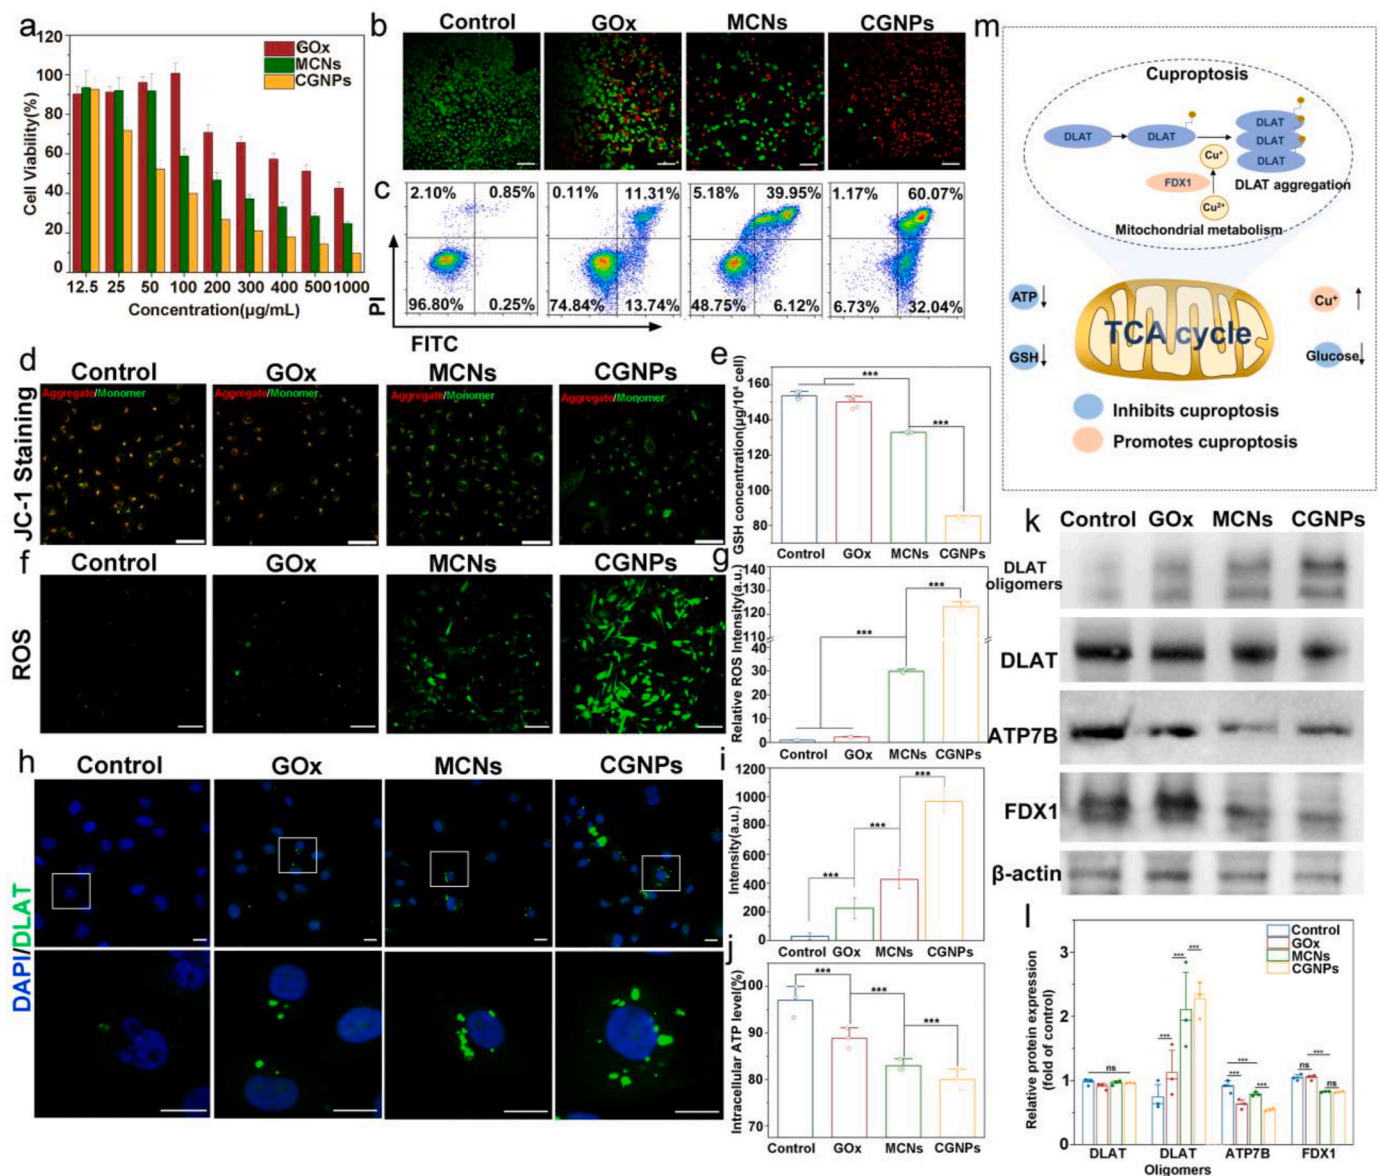 a
120
100
80
60
40
20
0
Cell Viability(%)
GOx
MCNs
CGNPs
12.5 25 50 100 200 300 400 500 1000
Concentration(μg/mL)
b
Control GOx MCNs CGNPs
c
2.10% 0.85% 0.11% 11.31% 5.18% 39.95% 1.17% 60.07%
96.80% 0.25% 74.84% 13.74% 48.75% 6.12% 6.73% 32.04%
PI
FITC
m
Cuproptosis
DLAT DLAT DLAT
DLAT
DLAT
Cu⁺
FDX1
DLAT aggregation
Cu²⁺
Mitochondrial metabolism
ATP
Cu⁺
TCA cycle
GSH
Glucose
Inhibits cuproptosis
Promotes cuproptosis
d
Control GOx MCNs CGNPs
JC-1 Staining
Aggregate/Monomer Aggregate/Monomer Aggregate/Monomer Aggregate/Monomer
e
GSH concentration(μg/10⁴ cell)
160
140
120
100
80
***
***
Control GOx MCNs CGNPs
f
Control GOx MCNs CGNPs
ROS
g
Relative ROS Intensity(a.u.)
140
130
120
110
40
30
20
10
0
***
***
Control GOx MCNs CGNPs
h
Control GOx MCNs CGNPs
DAPI/DLAT
i
Intensity(a.u.)
1200
1000
800
600
400
200
0
***
***
***
Control GOx MCNs CGNPs
j
Intracellular ATP level(%)
100
90
80
70
***
***
***
Control GOx MCNs CGNPs
k
Control GOx MCNs CGNPs
DLAT
oligomers
DLAT
ATP7B
FDX1
β-actin
l
Relative protein expression
(fold of control)
3
2
1
0
Control
GOx
MCNs
CGNPs
ns
***
***
***
***
***
***
ns
***
ns
DLAT DLAT ATP7B FDX1
Oligomers